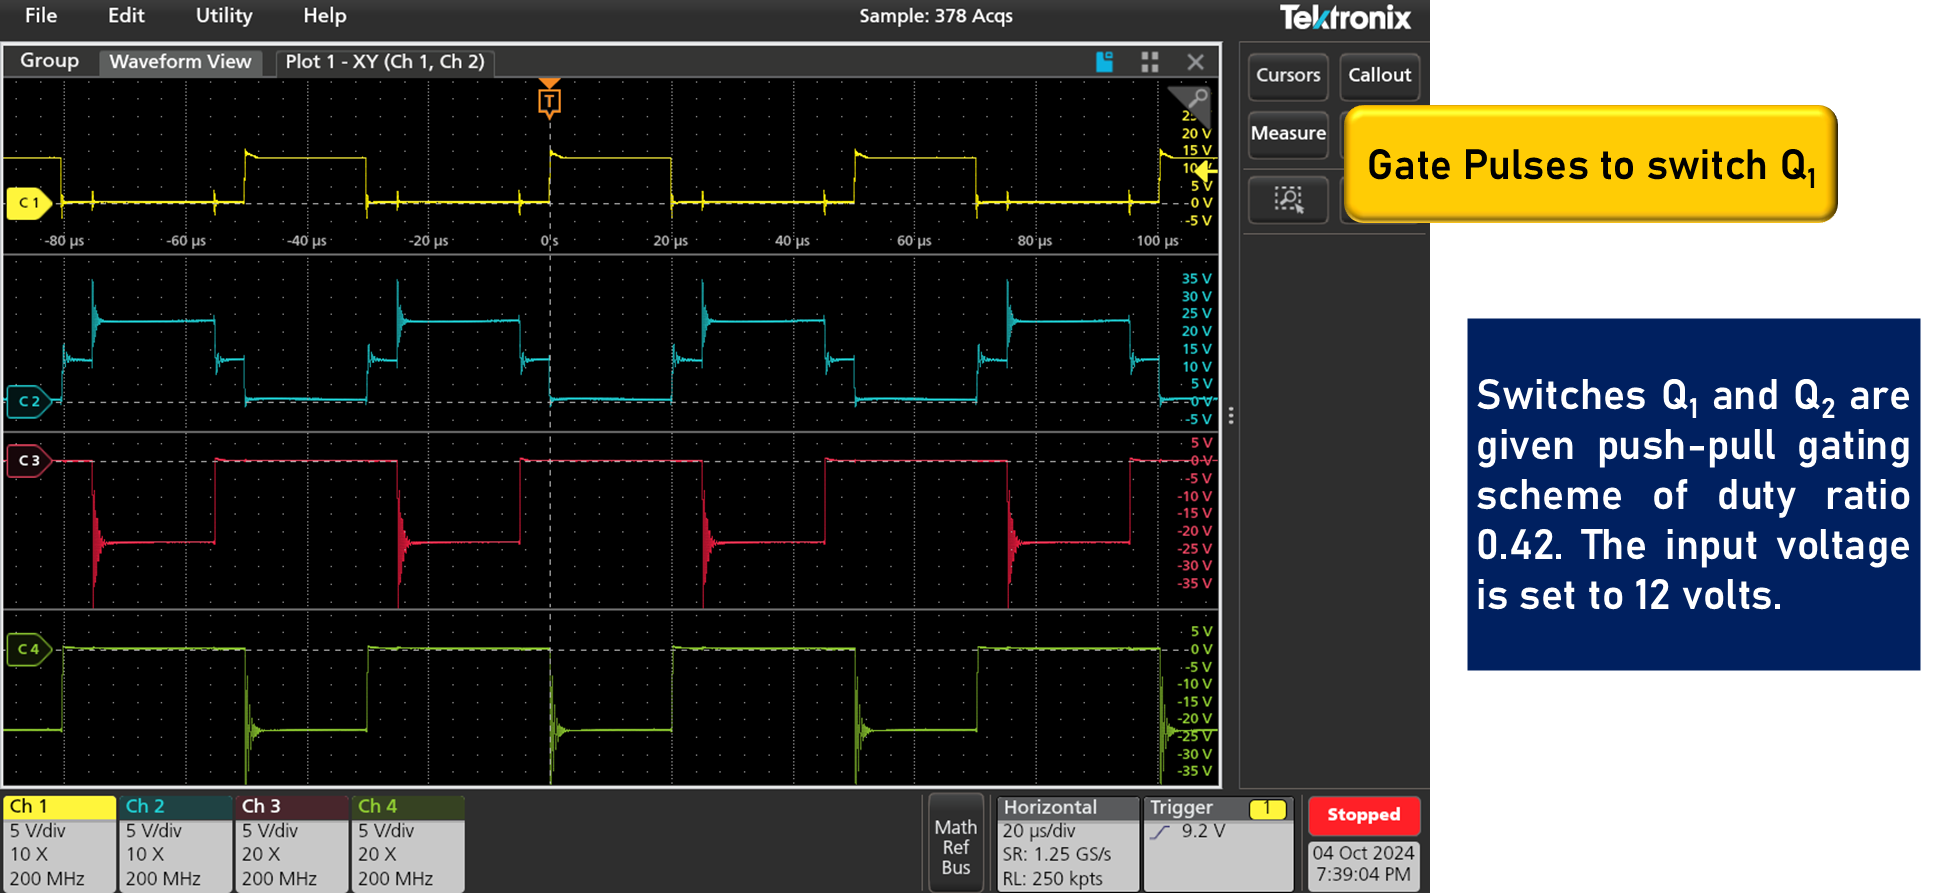 File Edit Utility Help Sample: 378 Acqs Tektronix
Group Waveform View Plot 1 - XY (Ch 1, Ch 2)
Cursors Callout
Measure
Gate Pulses to switch Q1
T
20 V
15 V
10 V
5 V
0 V
-5 V
C 1
-80 µs -60 µs -40 µs -20 µs 0 s 20 µs 40 µs 60 µs 80 µs 100 µs
35 V
30 V
25 V
20 V
15 V
10 V
5 V
0 V
-5 V
C 2
5 V
0 V
-5 V
-10 V
-15 V
-20 V
-25 V
-30 V
-35 V
C 3
5 V
0 V
-5 V
-10 V
-15 V
-20 V
-25 V
-30 V
-35 V
C 4
Switches Q1 and Q2 are
given push-pull gating
scheme of duty ratio
0.42. The input voltage
is set to 12 volts.
Ch 1
5 V/div
10 X
200 MHz
Ch 2
5 V/div
10 X
200 MHz
Ch 3
5 V/div
20 X
200 MHz
Ch 4
5 V/div
20 X
200 MHz
Math
Ref
Bus
Horizontal
20 µs/div
SR: 1.25 GS/s
RL: 250 kpts
Trigger 1
9.2 V
Stopped
04 Oct 2024
7:39:04 PM